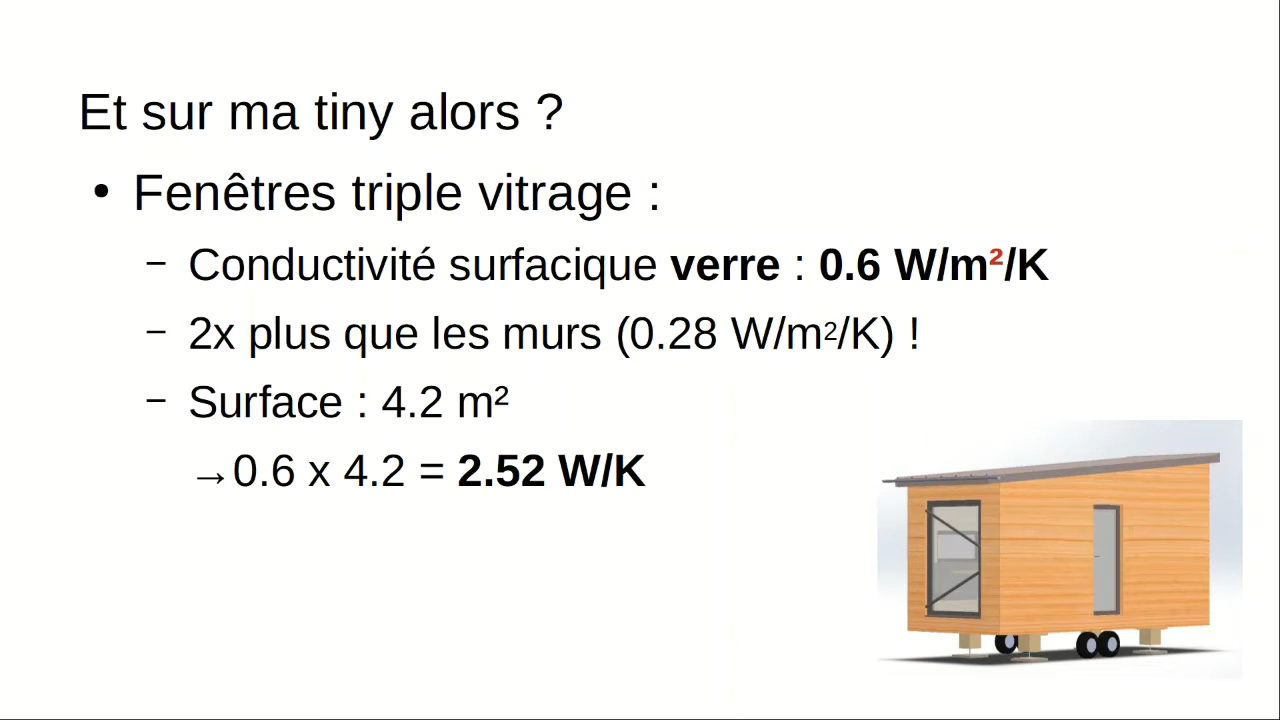 Et sur ma tiny alors ?
• Fenêtres triple vitrage :
– Conductivité surfacique verre : 0.6 W/m²/K
– 2x plus que les murs (0.28 W/m²/K) !
– Surface : 4.2 m²
→0.6 x 4.2 = 2.52 W/K